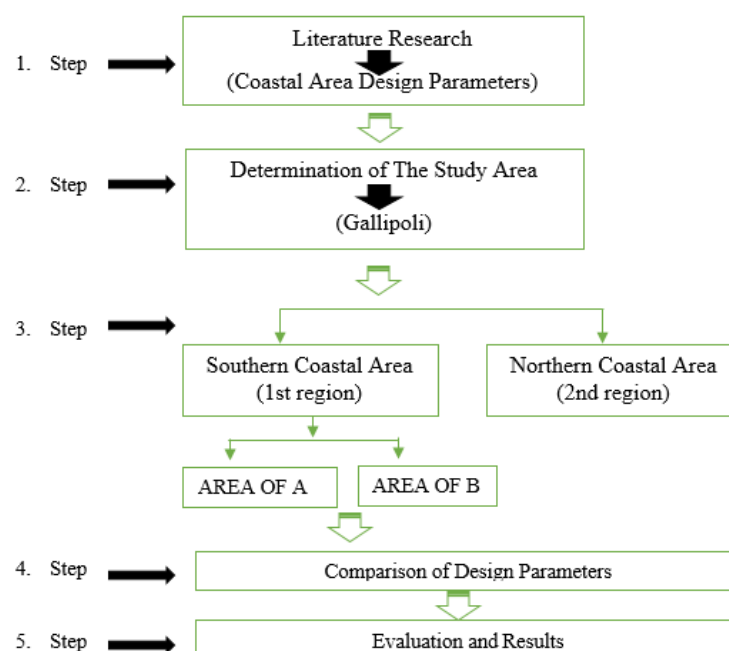 Literature Research
1. Step
(Coastal Area Design Parameters)
Determination of The Study Area
2. Step
(Gallipoli)
3. Step
Southern Coastal Area
(1st region)
Northern Coastal Area
(2nd region)
AREA OF A
AREA OF B
4. Step
Comparison of Design Parameters
5. Step
Evaluation and Results